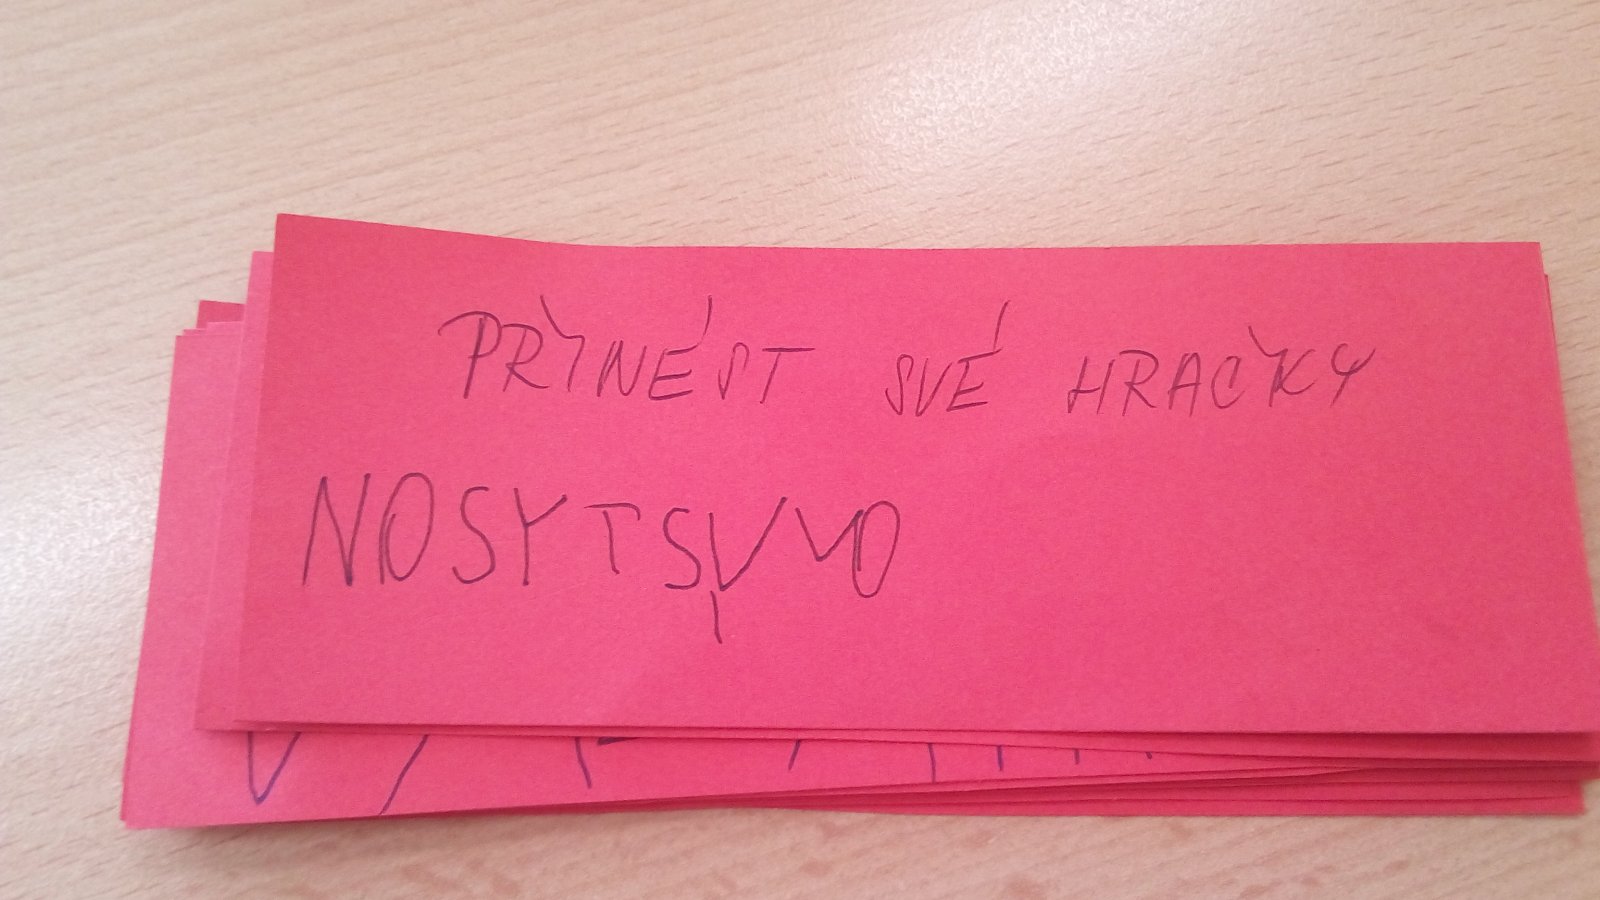 PŘINÉST SVÉ HRAČKY
NOSYTSVMO